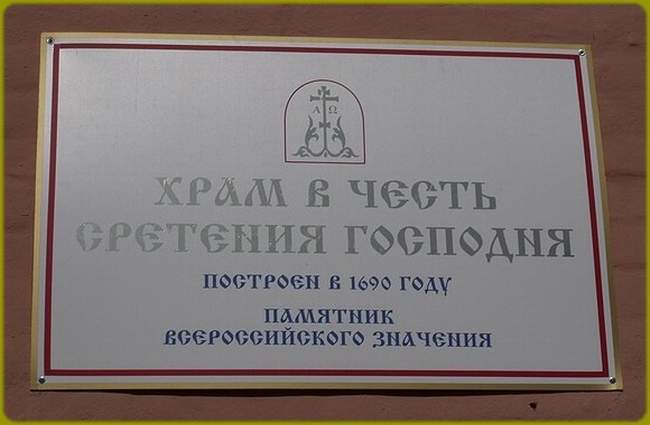 Α Ω
ХРАМ В ЧЕСТЬ
СРЕТЕНИЯ ГОСПОДНЯ
ПОСТРОЕН В 1690 ГОДУ
ПАМЯТНИК
ВСЕРОССИЙСКОГО ЗНАЧЕНИЯ